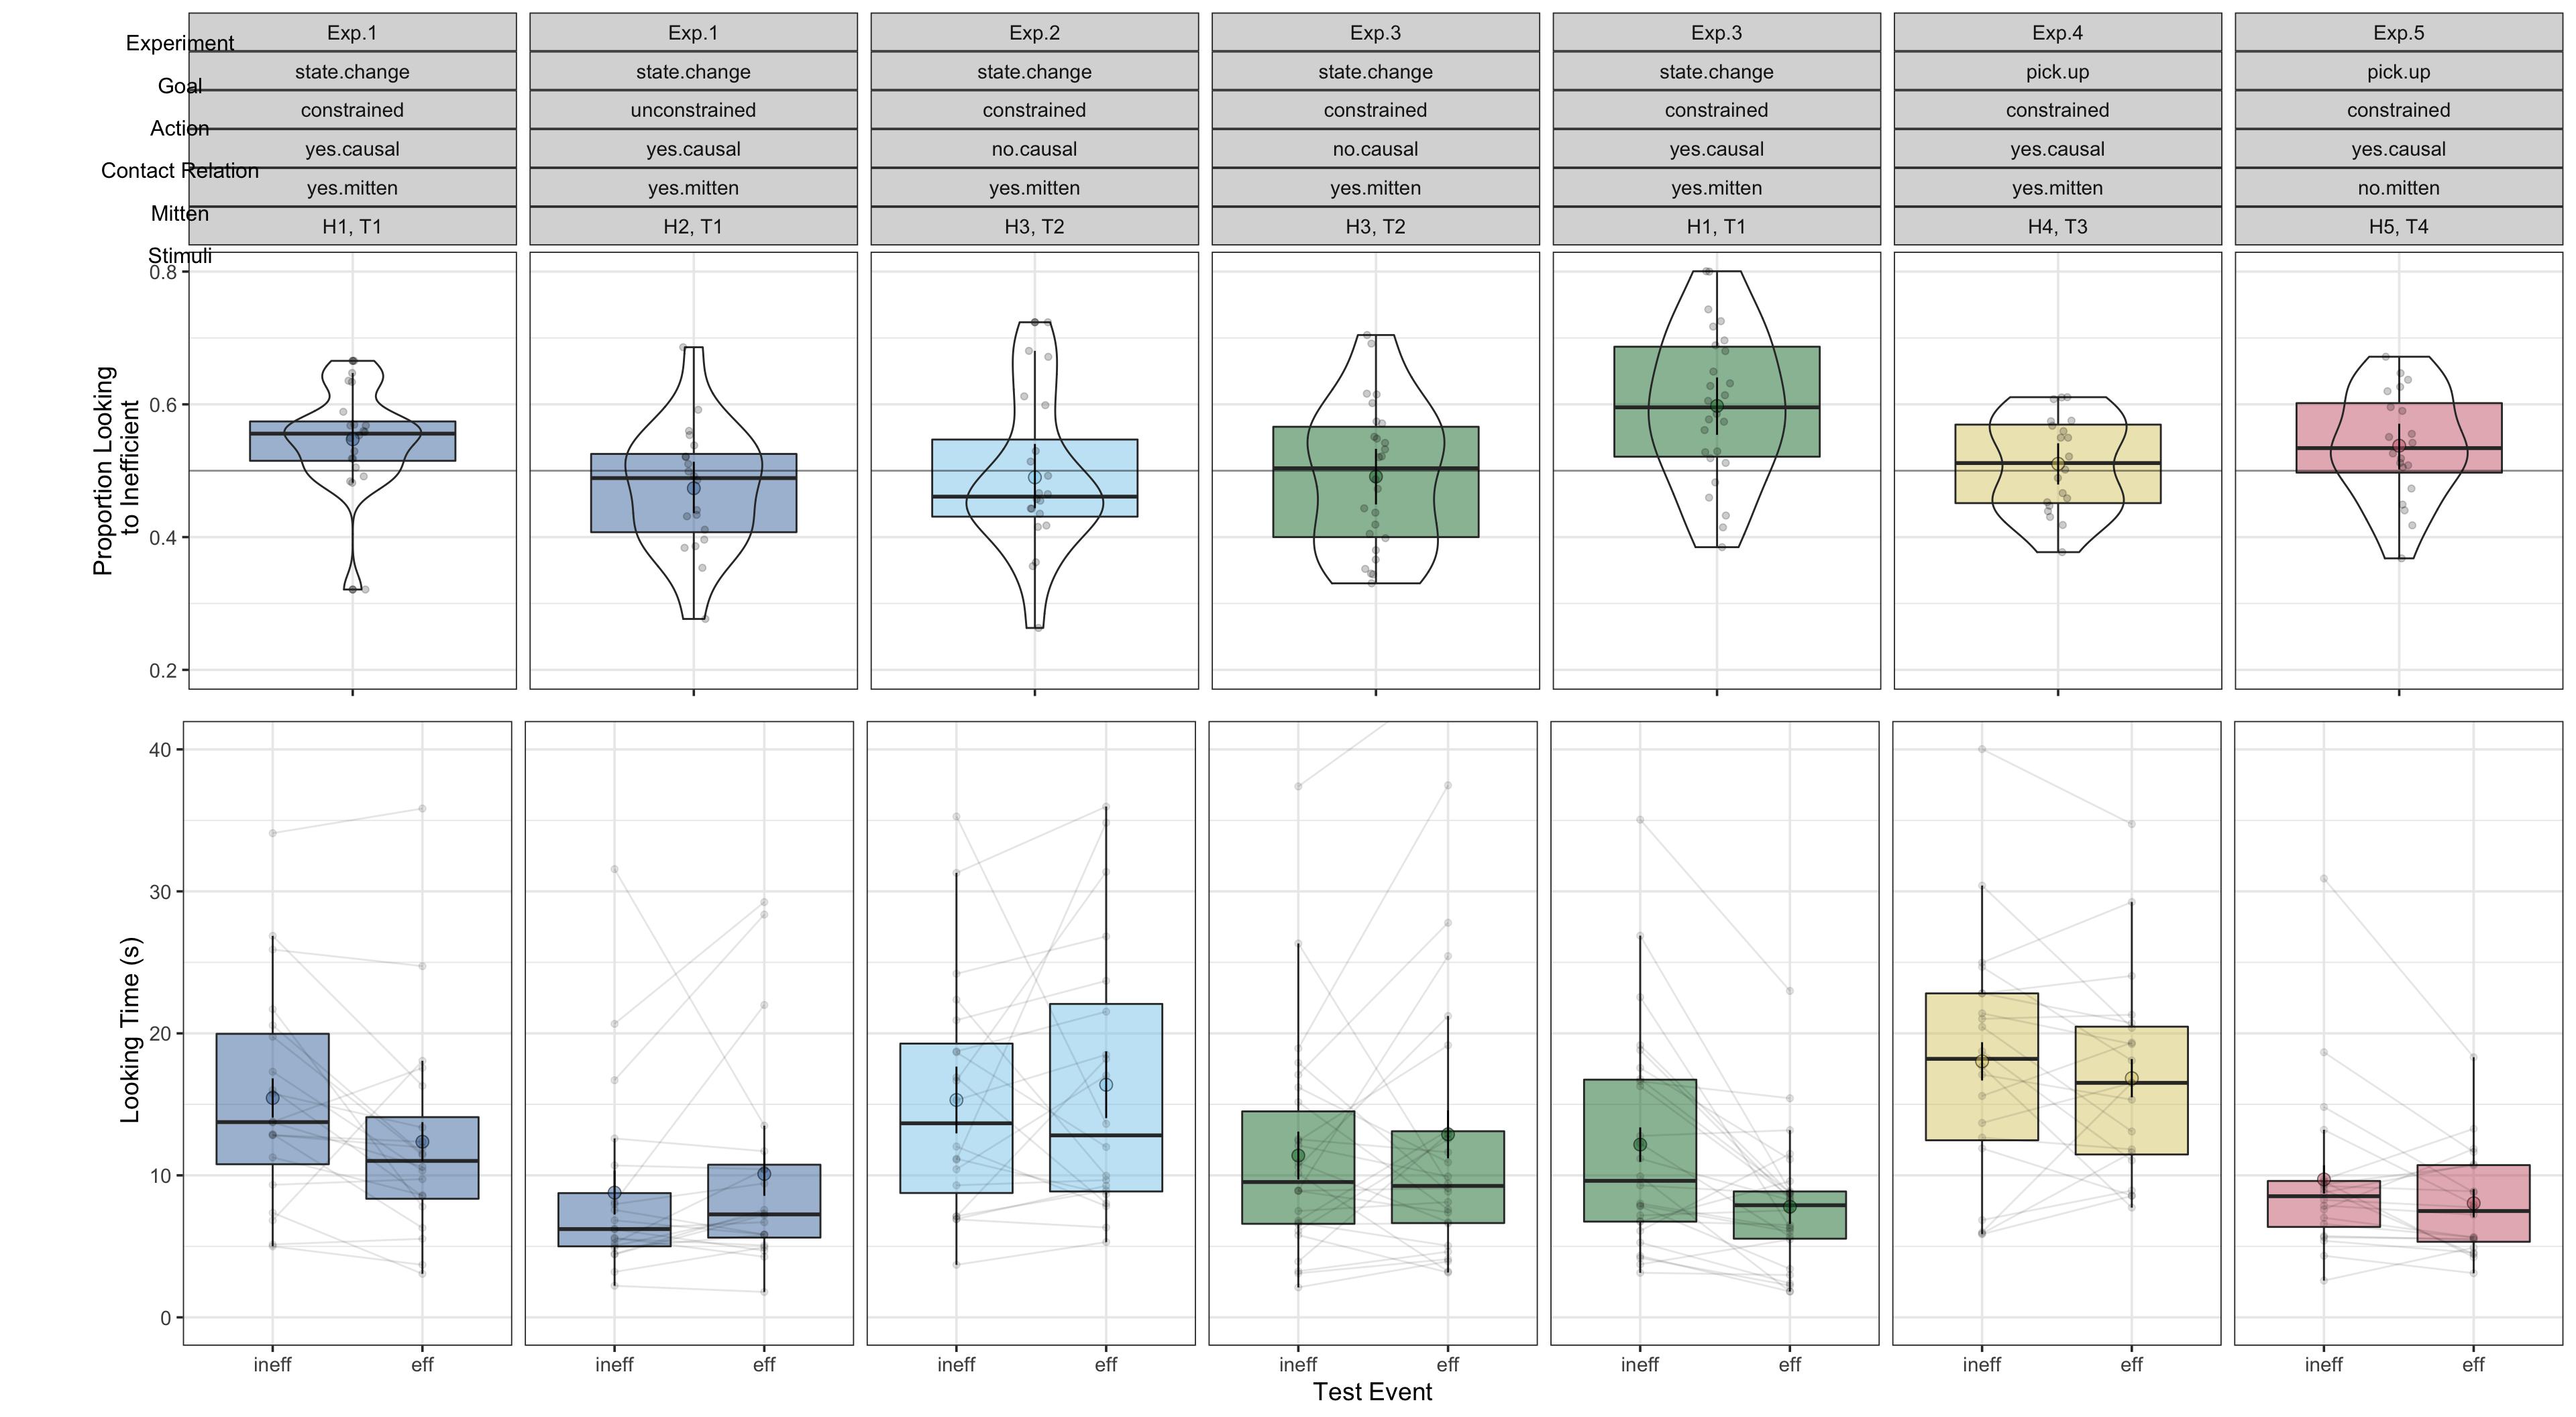 Experiment Exp.1 Exp.1 Exp.2 Exp.3 Exp.3 Exp.4 Exp.5
Goal state.change state.change state.change state.change state.change pick.up pick.up
Action constrained unconstrained constrained constrained constrained constrained constrained
Contact Relation yes.causal yes.causal no.causal no.causal yes.causal yes.causal yes.causal
Mitten yes.mitten yes.mitten yes.mitten yes.mitten yes.mitten yes.mitten no.mitten
Stimuli H1, T1 H2, T1 H3, T2 H3, T2 H1, T1 H4, T3 H5, T4
Proportion Looking
to Inefficient
0.8
0.6
0.4
0.2
Looking Time (s)
40
30
20
10
0
ineff eff ineff eff ineff eff ineff eff ineff eff ineff eff ineff eff
Test Event